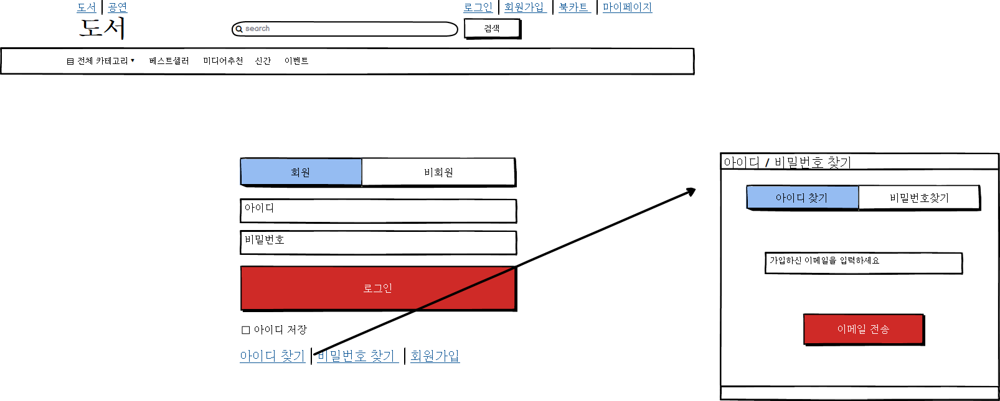 도서 공연 로그인 회원가입 북카트 마이페이지
도서 search 검색
전체 카테고리 베스트셀러 미디어추천 신간 이벤트
회원 비회원
아이디
비밀번호
로그인
아이디 저장
아이디 찾기 비밀번호 찾기 회원가입
아이디 / 비밀번호 찾기
아이디 찾기 비밀번호찾기
가입하신 이메일을 입력하세요
이메일 전송